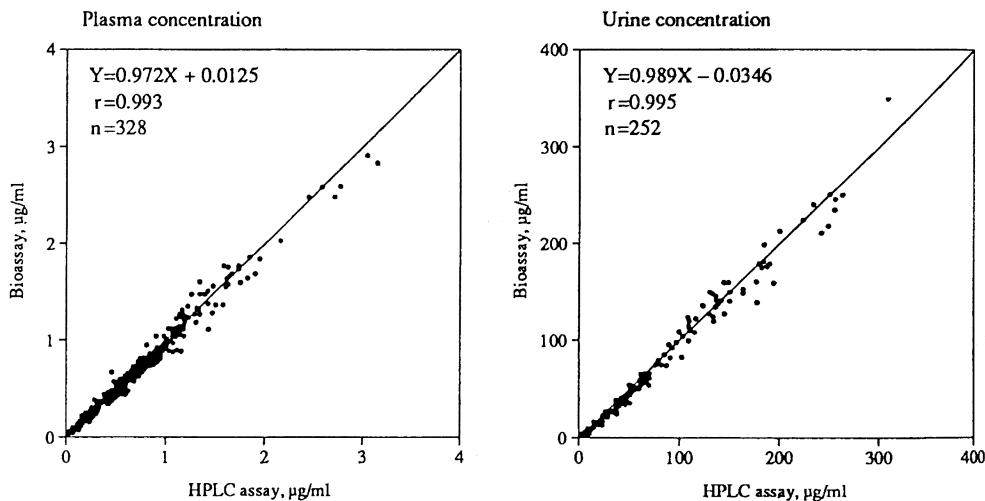 Plasma concentration
4
3
2
1
0
Y=0.972X + 0.0125
r=0.993
n=328
Bioassay, µg/ml
0
1
2
3
4
HPLC assay, µg/ml
Urine concentration
400
300
200
100
0
Y=0.989X – 0.0346
r=0.995
n=252
Bioassay, µg/ml
0
100
200
300
400
HPLC assay, µg/ml